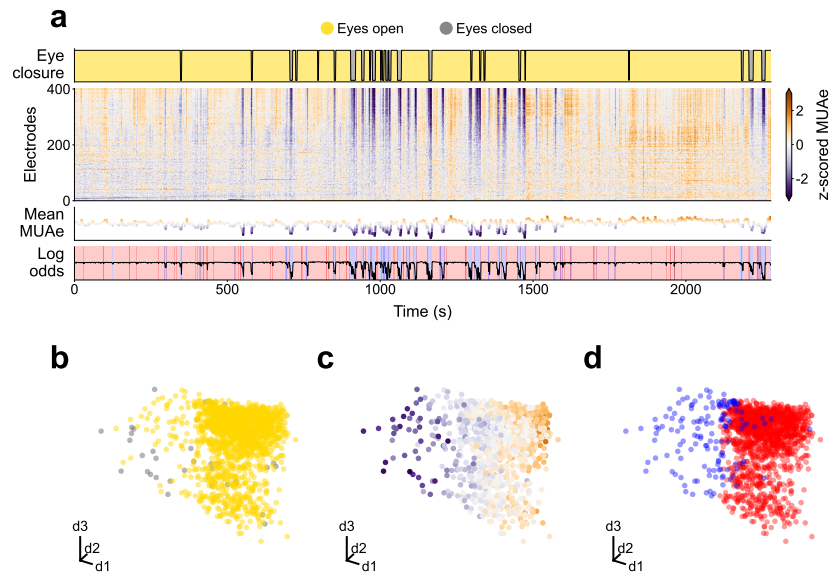 a
Eyes open
Eyes closed
Eye
closure
Electrodes
400
200
0
2
0
-2
z-scored MUAe
Mean
MUAe
Log
odds
0
500
1000
1500
2000
Time (s)
b
c
d
d3
d2
d1
d3
d2
d1
d3
d2
d1